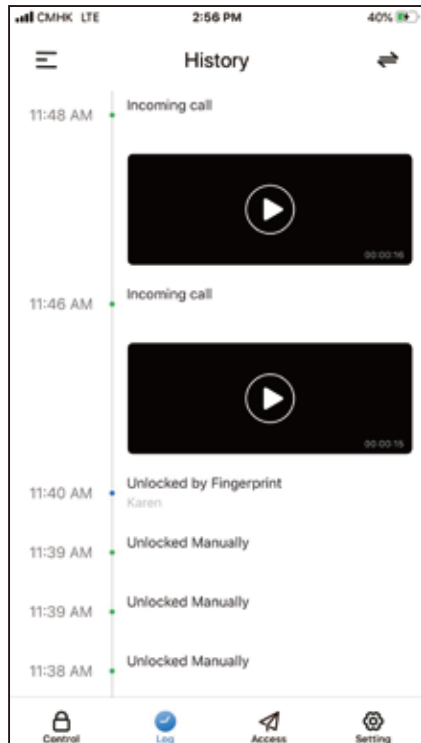 CMHK LTE 2:56 PM 40%
History
11:48 AM Incoming call
00:00:16
11:46 AM Incoming call
00:00:15
11:40 AM Unlocked by Fingerprint
Karen
11:39 AM Unlocked Manually
11:39 AM Unlocked Manually
11:38 AM Unlocked Manually
Control Log Access Setting